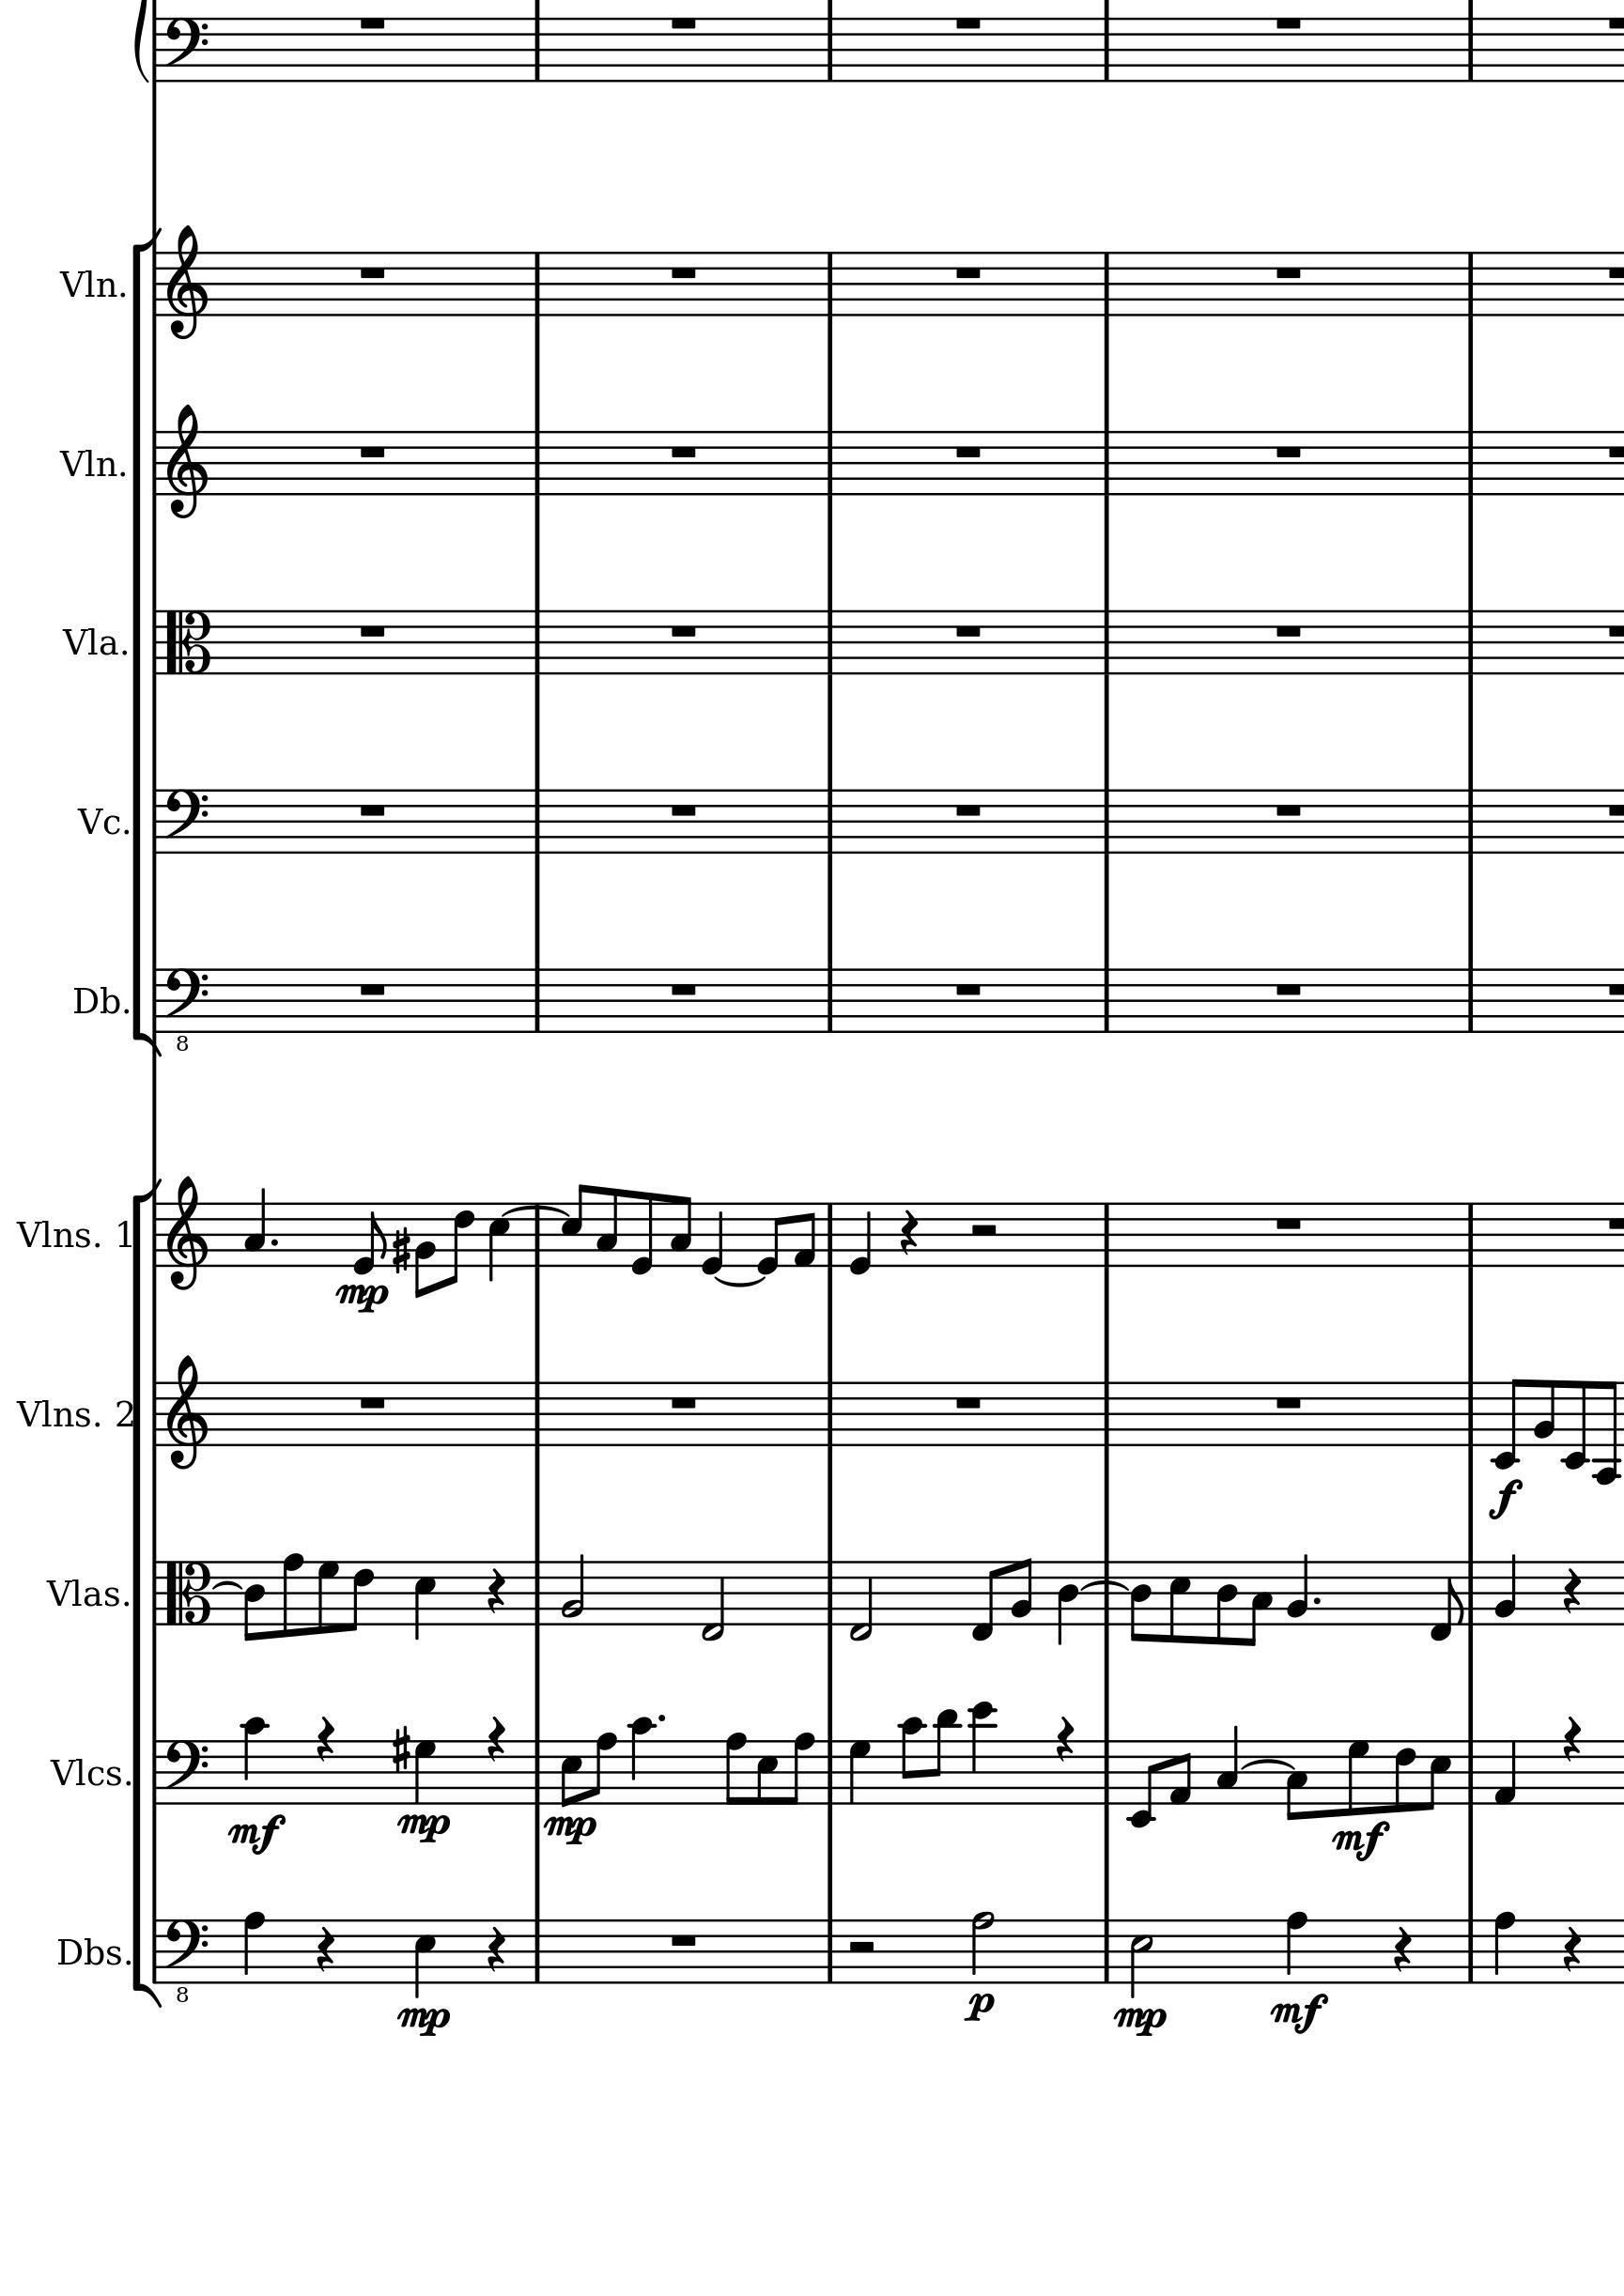 Vln.
Vln.
Vla.
Vc.
Db.
8
Vlns. 1
mp
Vlns. 2
f
Vlas.
Vlcs.
mf mp mp mf
Dbs.
8
mp p mp mf